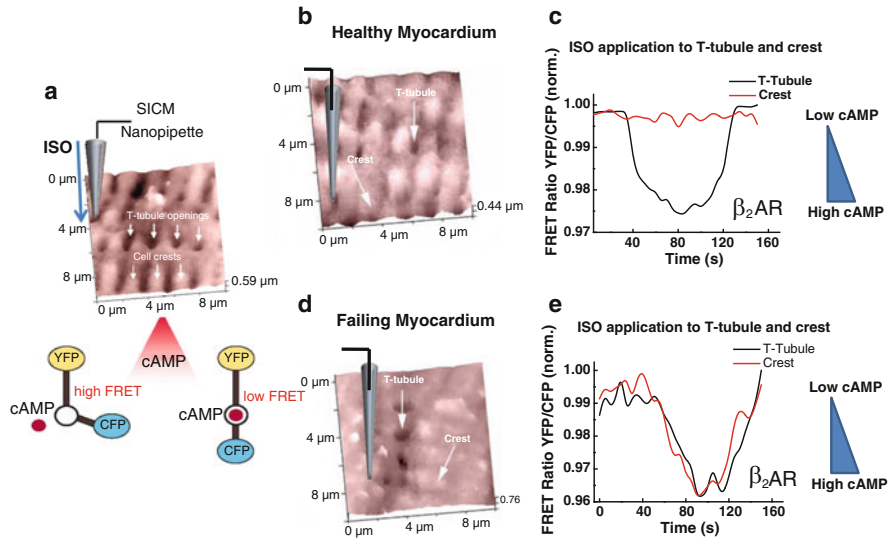 a
SICM
Nanopipette
ISO
0 µm
4 µm
8 µm
T-tubule openings
Cell crests
0.59 µm
0 µm
4 µm
8 µm
YFP
high FRET
cAMP
CFP
cAMP
YFP
low FRET
cAMP
CFP
b
Healthy Myocardium
0 µm
4 µm
8 µm
T-tubule
Crest
0.44 µm
0 µm
4 µm
8 µm
c
ISO application to T-tubule and crest
FRET Ratio YFP/CFP (norm.)
T-Tubule
Crest
1.00
0.99
0.98
0.97
β₂AR
40
80
120
160
Time (s)
Low cAMP
High cAMP
d
Failing Myocardium
0 µm
4 µm
8 µm
T-tubule
Crest
0.76
0 µm
4 µm
8 µm
e
ISO application to T-tubule and crest
FRET Ratio YFP/CFP (norm.)
T-Tubule
Crest
1.00
0.99
0.98
0.97
0.96
β₂AR
0
40
80
120
160
Time (s)
Low cAMP
High cAMP